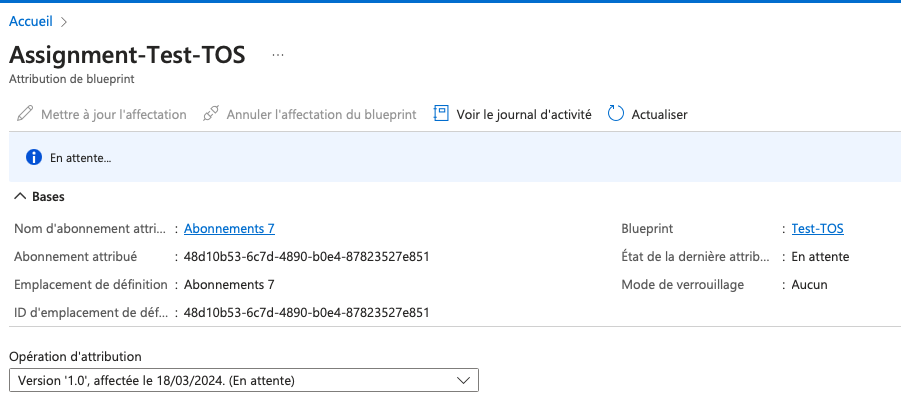 Accueil
Assignment-Test-TOS ...
Attribution de blueprint
Mettre à jour l'affectation Annuler l'affectation du blueprint Voir le journal d'activité Actualiser
En attente...
Bases
Nom d'abonnement attri... : Abonnements 7 Blueprint : Test-TOS
Abonnement attribué : 48d10b53-6c7d-4890-b0e4-87823527e851 État de la dernière attrib... : En attente
Emplacement de définition : Abonnements 7 Mode de verrouillage : Aucun
ID d'emplacement de déf... : 48d10b53-6c7d-4890-b0e4-87823527e851
Opération d'attribution
Version '1.0', affectée le 18/03/2024. (En attente)